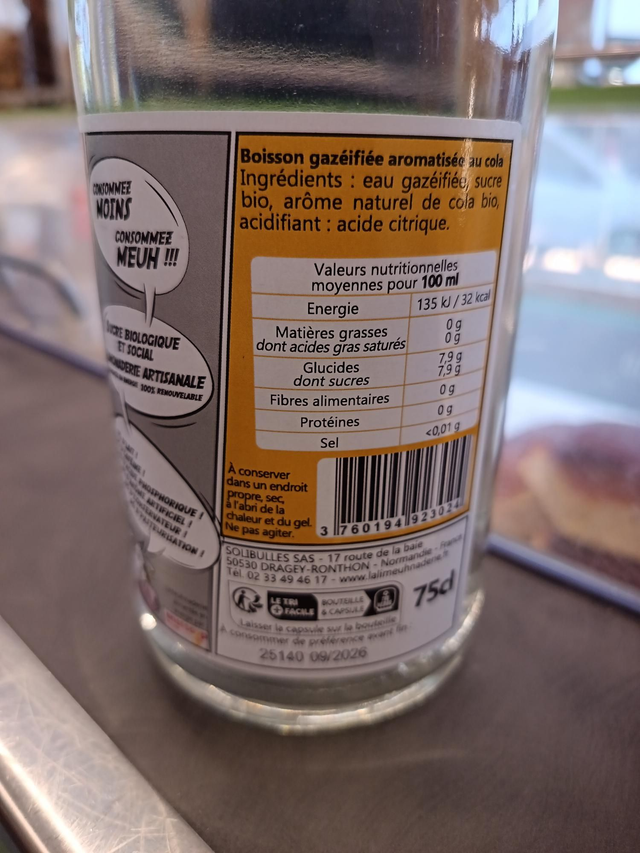 CONSOMMEZ
MOINS
CONSOMMEZ
MEUH !!!
BIOLOGIQUE
ET SOCIAL
ARTISANALE
100% RENOUVELABLE
PHOSPHORIQUE !
Boisson gazéifiée aromatisée au cola
Ingrédients : eau gazéifiée, sucre
bio, arôme naturel de cola bio,
acidifiant : acide citrique.
Valeurs nutritionnelles
moyennes pour 100 ml
Energie 135 kJ / 32 kcal
Matières grasses 0 g
dont acides gras saturés 0 g
Glucides 7,9 g
dont sucres 7,9 g
Fibres alimentaires 0 g
Protéines 0 g
Sel <0,01 g
À conserver
dans un endroit
propre, sec,
à l'abri de la
chaleur et du gel.
Ne pas agiter.
3 760194 923024
SOLIBULLES SAS - 17 route de la baie
50530 DRAGEY-RONTHON - Normandie - France
Tél. 02 33 49 46 17 - www.lalimeuhnaderie.fr
LE TRI
+ FACILE
BOUTEILLE
& CAPSULE
75cl
Laisser la capsule sur la bouteille
A consommer de préférence avant fin
25140 09/2026